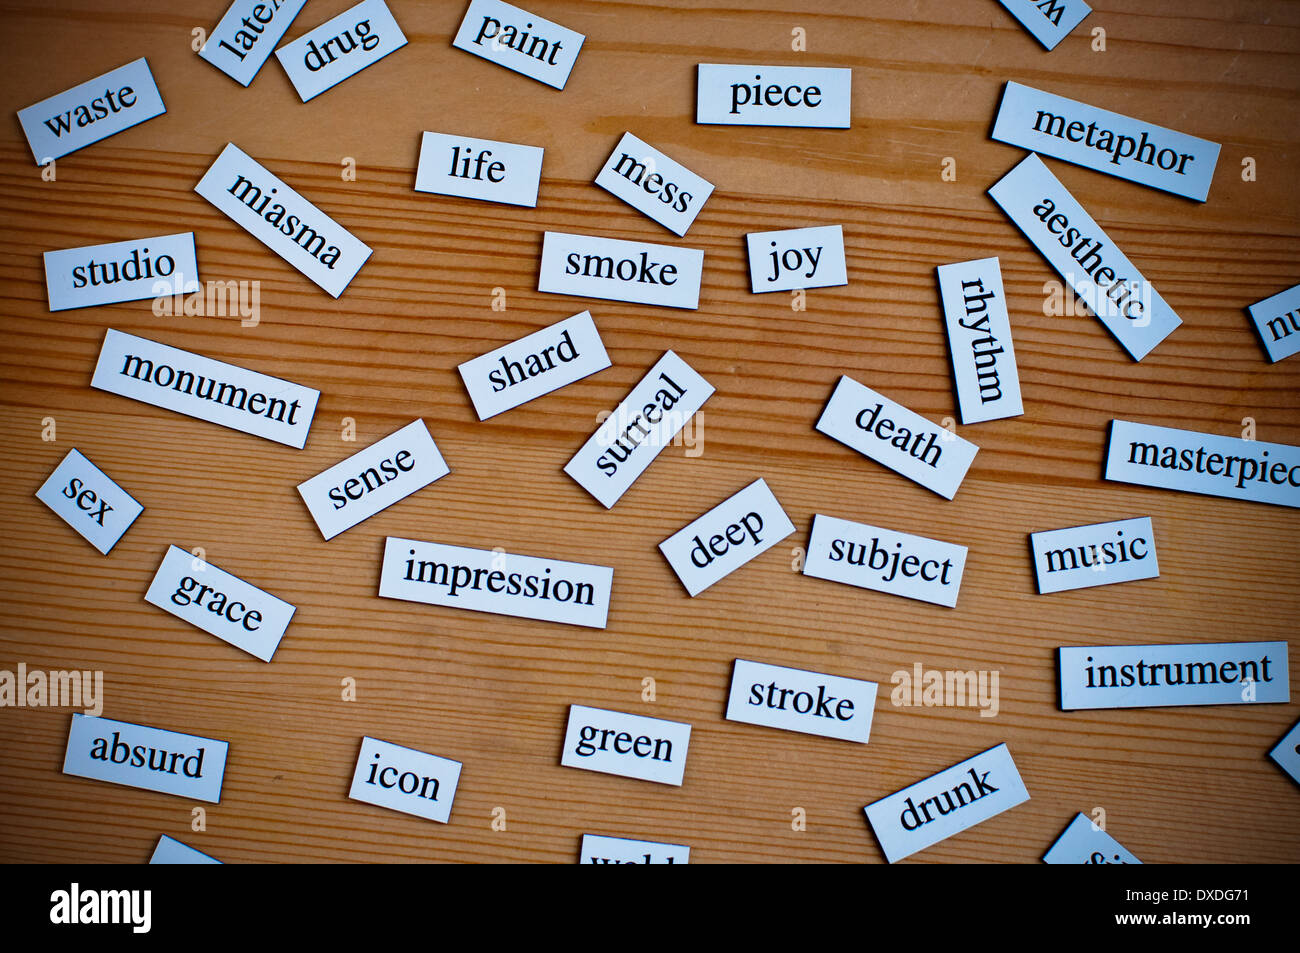 latex
drug
paint
waste
piece
metaphor
life
mess
miasma
aesthetic
studio
smoke
joy
rhythm
nu
monument
shard
surreal
death
masterpiec
sense
sex
deep
subject
music
impression
grace
instrument
stroke
green
absurd
icon
drunk
alamy
Image ID: DXDG71
www.alamy.com